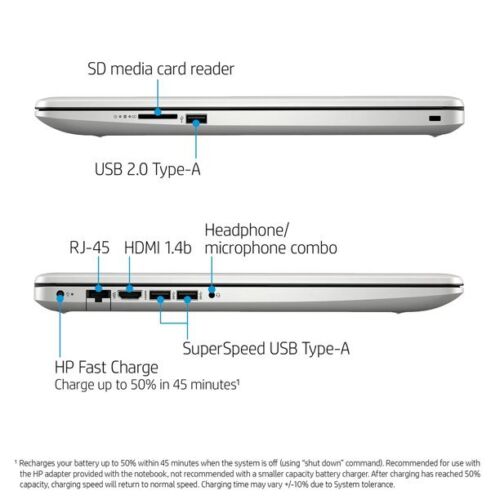 SD media card reader
USB 2.0 Type-A
Headphone/
microphone combo
RJ-45 HDMI 1.4b
SuperSpeed USB Type-A
HP Fast Charge
Charge up to 50% in 45 minutes¹
¹ Recharges your battery up to 50% within 45 minutes when the system is off (using "shut down" command). Recommended for use with
the HP adapter provided with the notebook, not recommended with a smaller capacity battery charger. After charging has reached 50%
capacity, charging speed will return to normal speed. Charging time may vary +/-10% due to System tolerance.